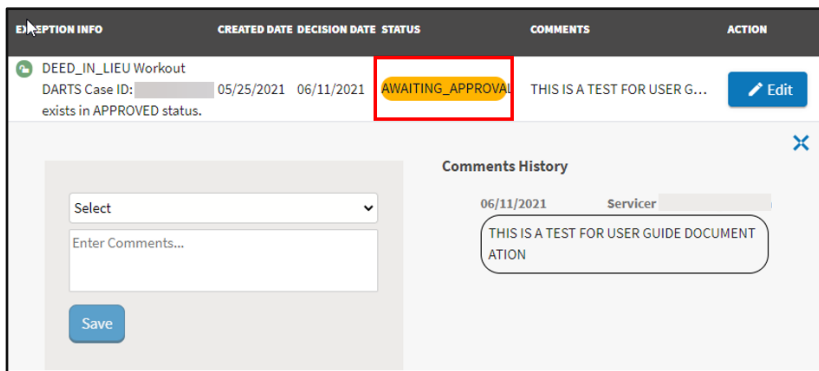 EXCEPTION INFO CREATED DATE DECISION DATE STATUS COMMENTS ACTION
DEED_IN_LIEU Workout
DARTS Case ID: 05/25/2021 06/11/2021 AWAITING_APPROVAL THIS IS A TEST FOR USER G... Edit
exists in APPROVED status.
Comments History
06/11/2021 Servicer
Select
THIS IS A TEST FOR USER GUIDE DOCUMENT
Enter Comments...
ATION
Save